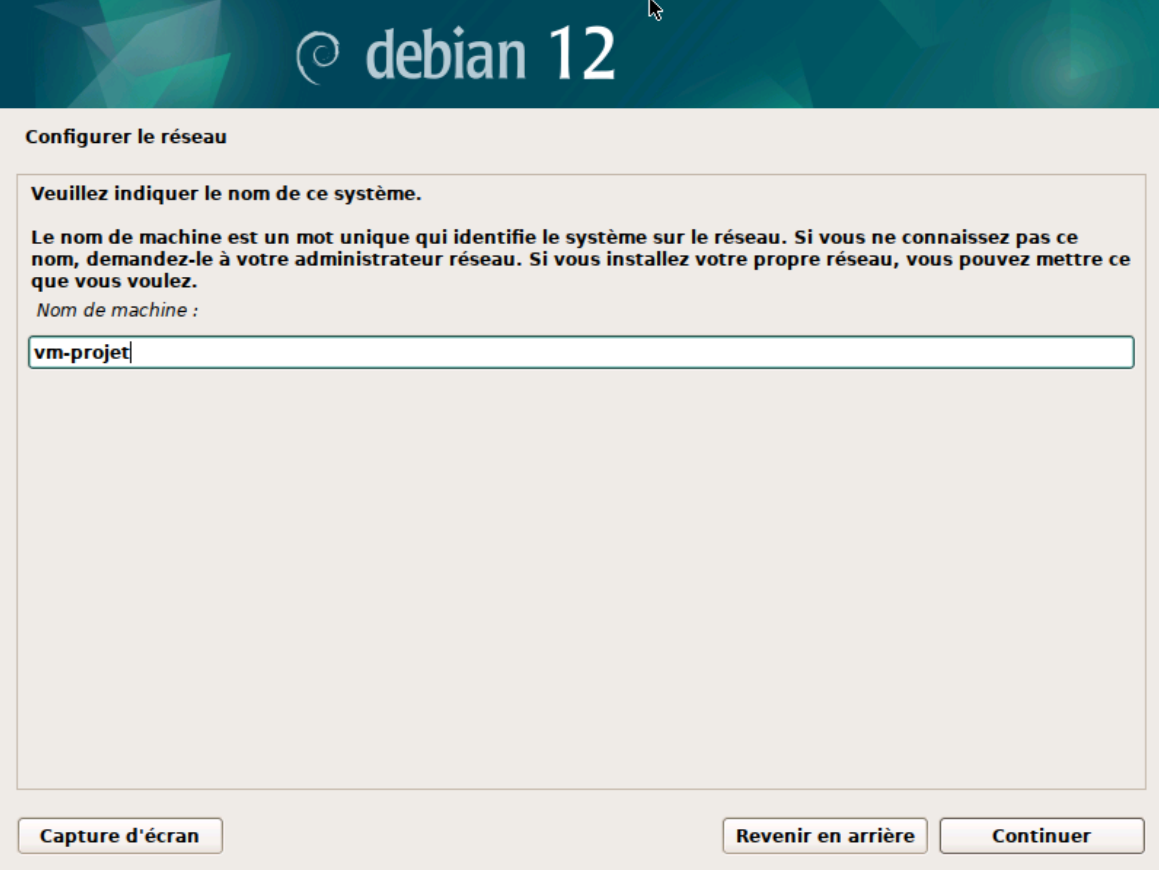 debian 12
Configurer le réseau
Veuillez indiquer le nom de ce système.
Le nom de machine est un mot unique qui identifie le système sur le réseau. Si vous ne connaissez pas ce
nom, demandez-le à votre administrateur réseau. Si vous installez votre propre réseau, vous pouvez mettre ce
que vous voulez.
Nom de machine :
vm-projet
Capture d'écran
Revenir en arrière
Continuer